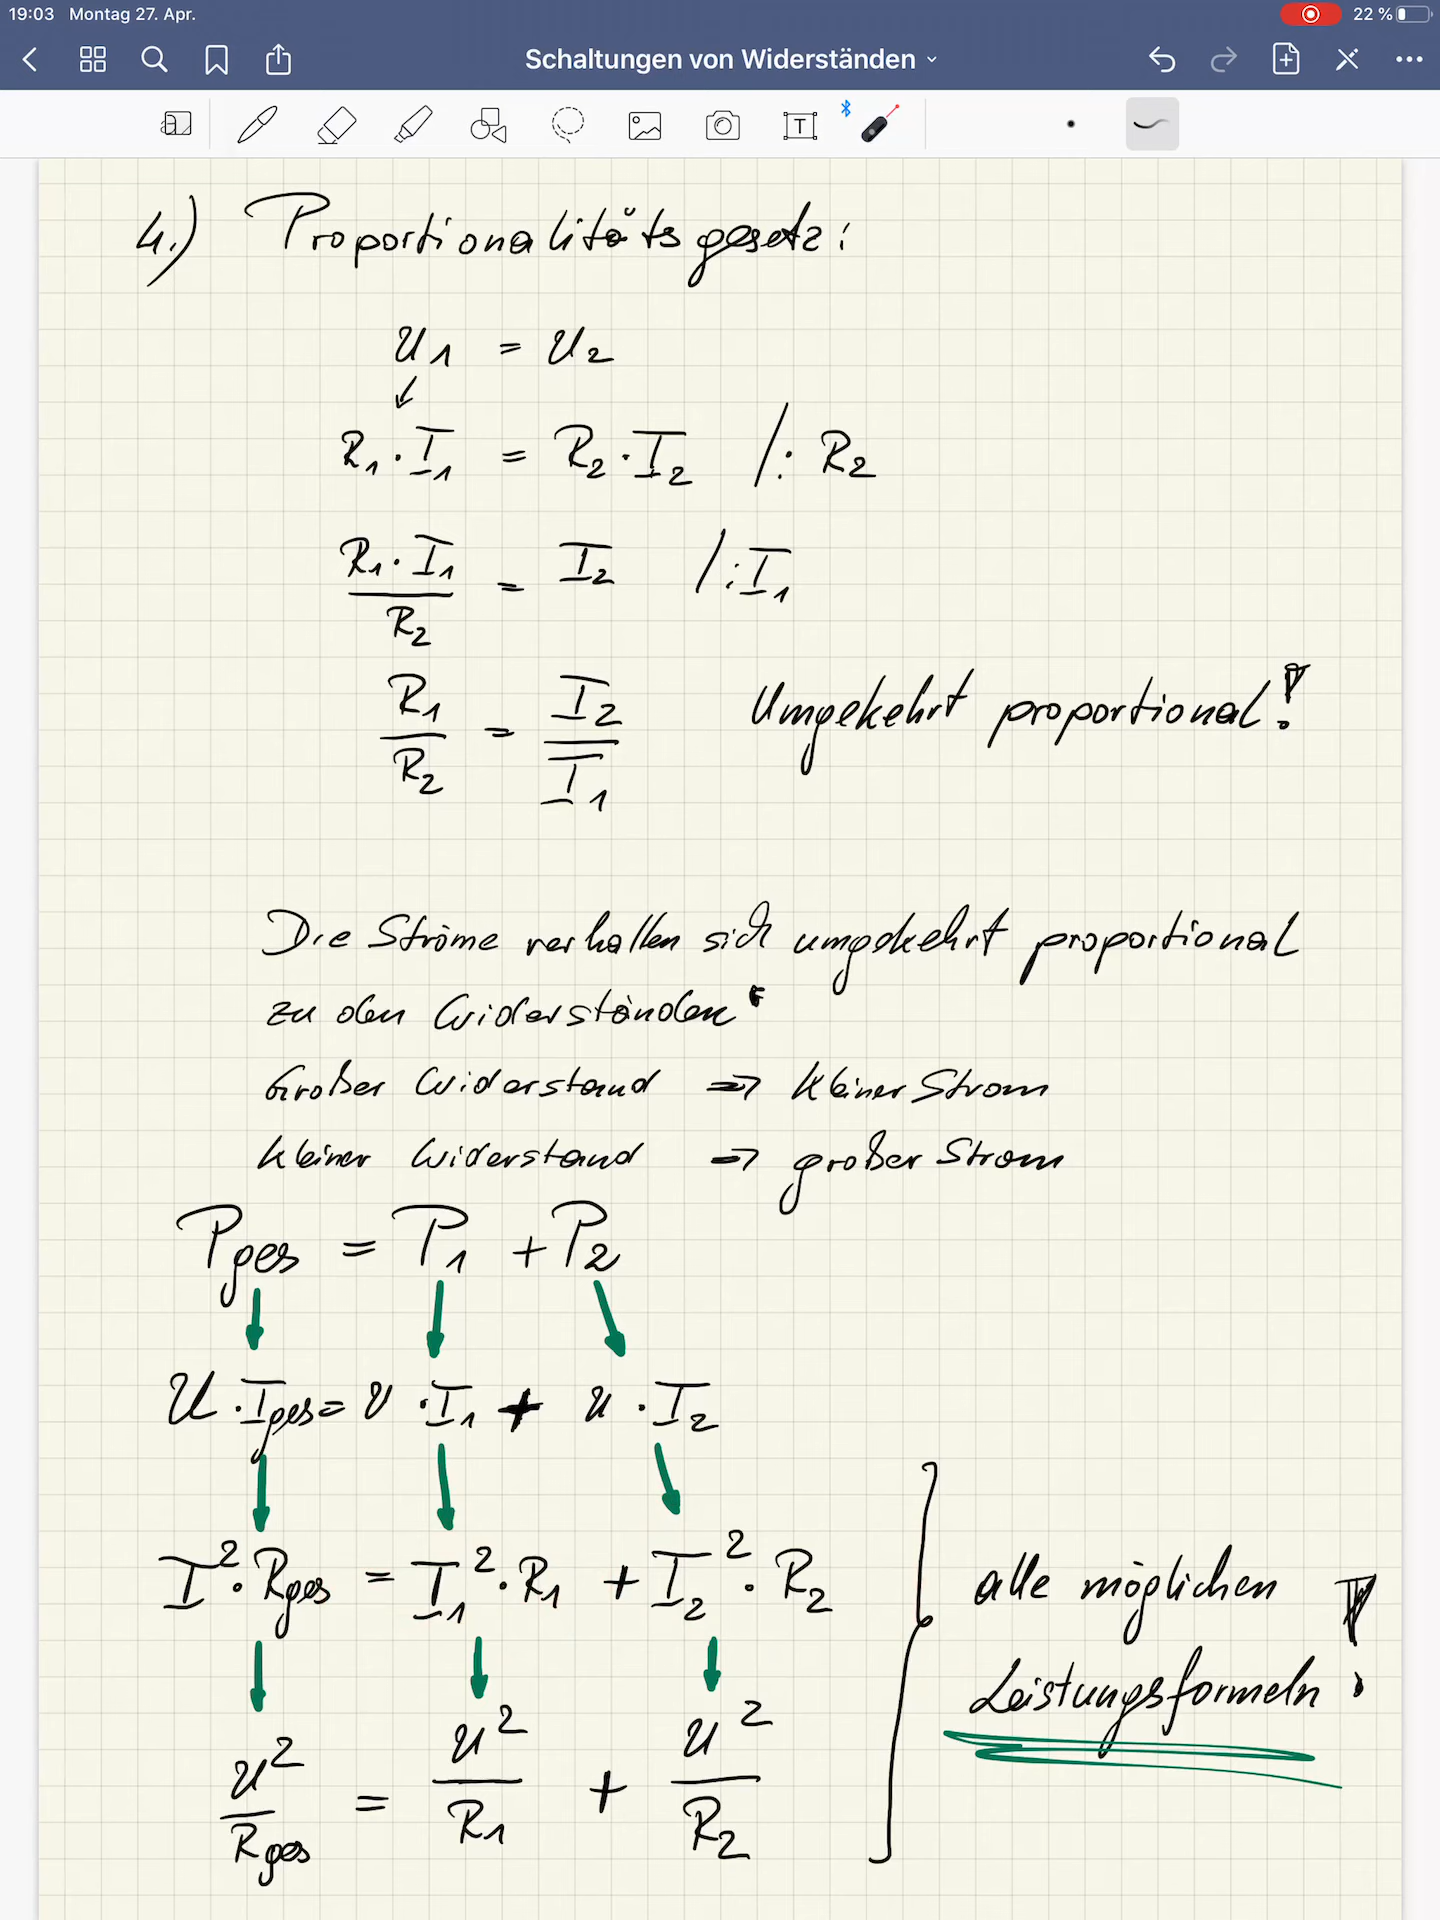 19:03 Montag 27. Apr. 22 %
Schaltungen von Widerständen
T
4.) Proportionalitätsgesetz:
U1 = U2
R1 · I1 = R2 · I2 /: R2
R1 · I1 / R2 = I2 /: I1
R1 / R2 = I2 / I1 Umgekehrt proportional!
Die Ströme verhalten sich umgekehrt proportional
zu den Widerständen
Großer Widerstand ⇒ kleiner Strom
kleiner Widerstand ⇒ großer Strom
Pges = P1 + P2
U · Iges = U · I1 + U · I2
I² · Rges = I1² · R1 + I2² · R2
alle möglichen
Leistungsformeln!
U² / Rges = U² / R1 + U² / R2